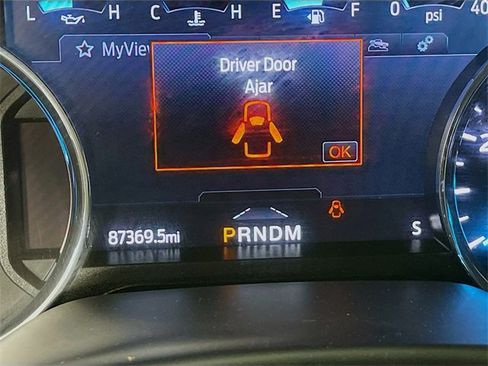 L H C H E F 0 psi 40
MyView
Driver Door
Ajar
OK
87369.5mi PRNDM S